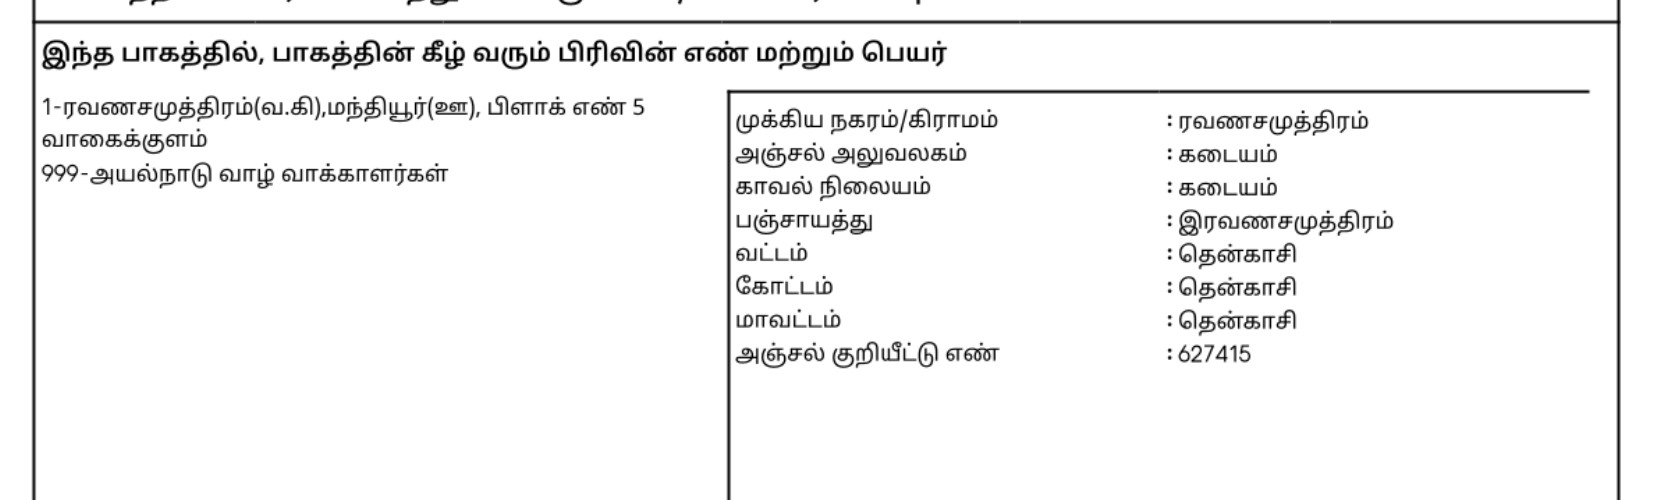 இந்த பாகத்தில், பாகத்தின் கீழ் வரும் பிரிவின் எண் மற்றும் பெயர்
1-ரவணசமுத்திரம்(வ.கி),மந்தியூர்(ஊ), பிளாக் எண் 5
வாகைக்குளம்
999-அயல்நாடு வாழ் வாக்காளர்கள்
முக்கிய நகரம்/கிராமம் : ரவணசமுத்திரம்
அஞ்சல் அலுவலகம் : கடையம்
காவல் நிலையம் : கடையம்
பஞ்சாயத்து : இரவணசமுத்திரம்
வட்டம் : தென்காசி
கோட்டம் : தென்காசி
மாவட்டம் : தென்காசி
அஞ்சல் குறியீட்டு எண் : 627415